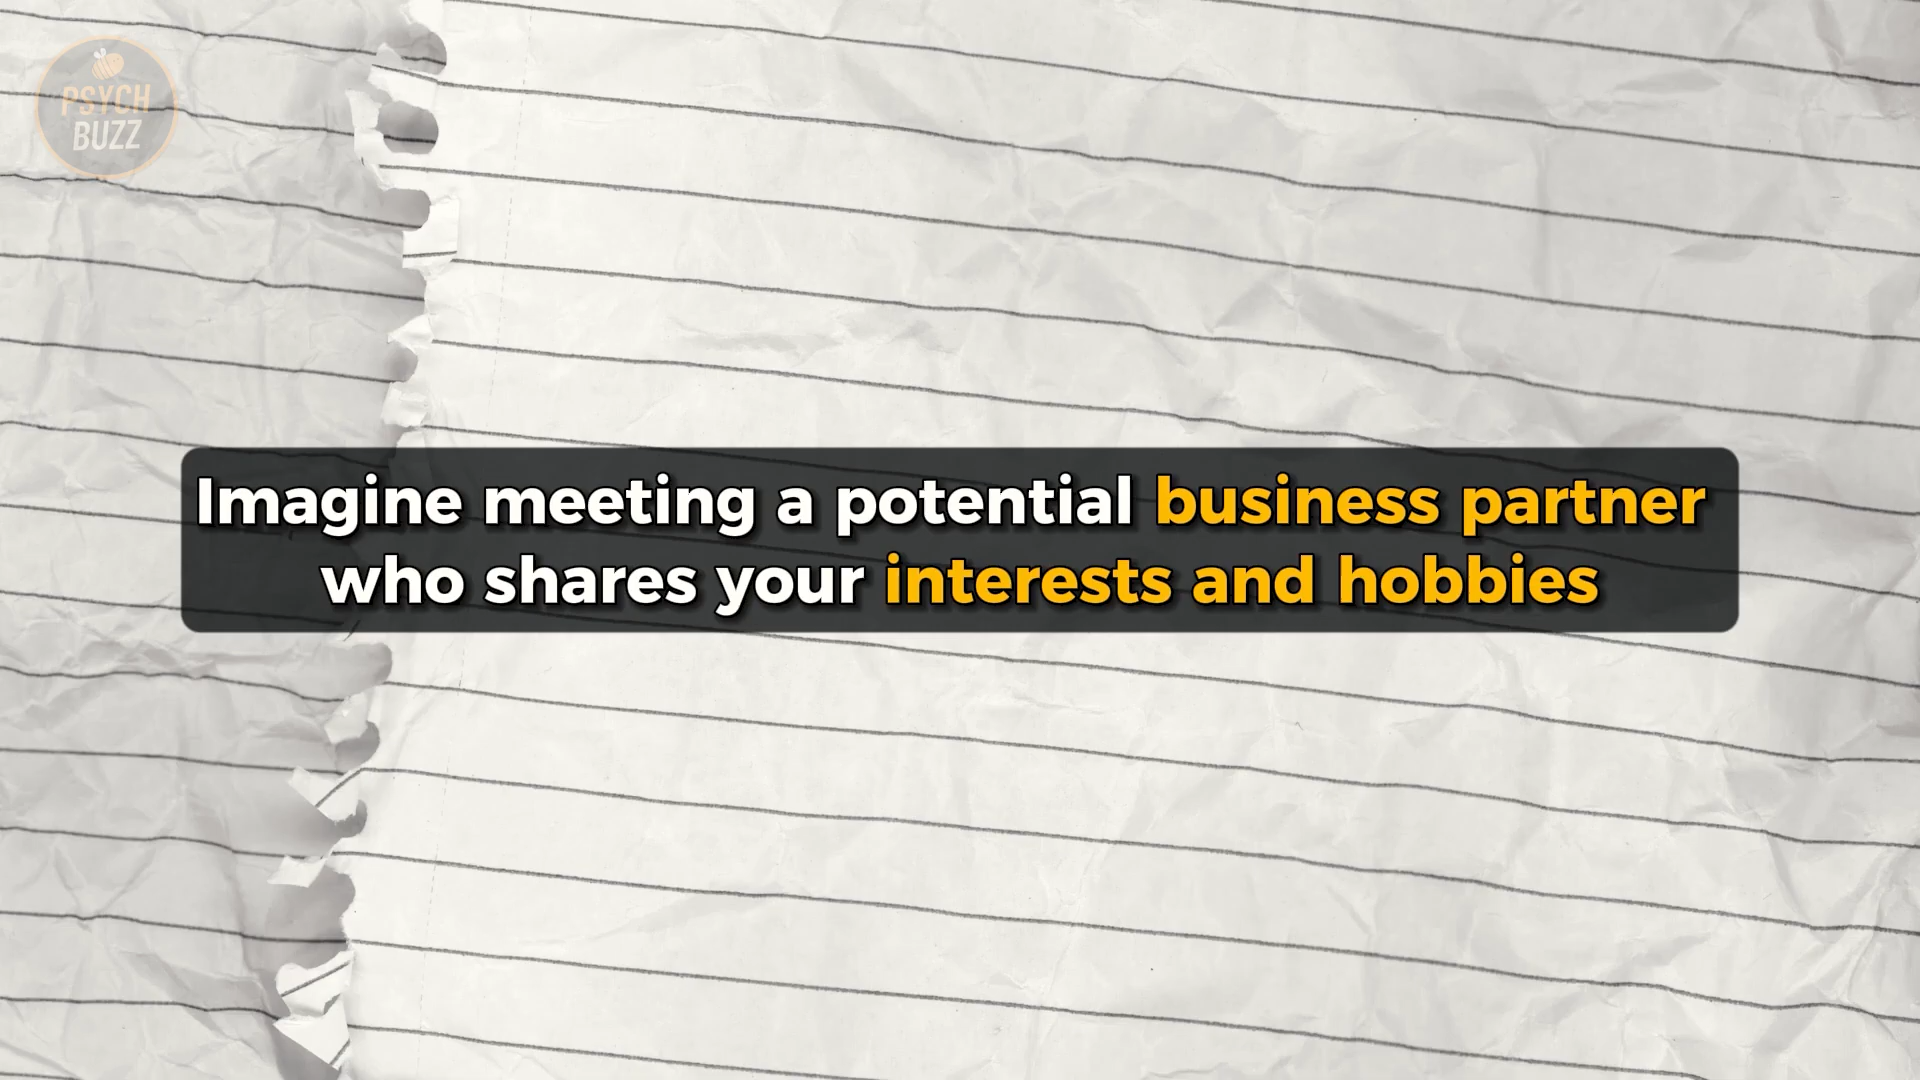 PSYCH
BUZZ
Imagine meeting a potential business partner
who shares your interests and hobbies